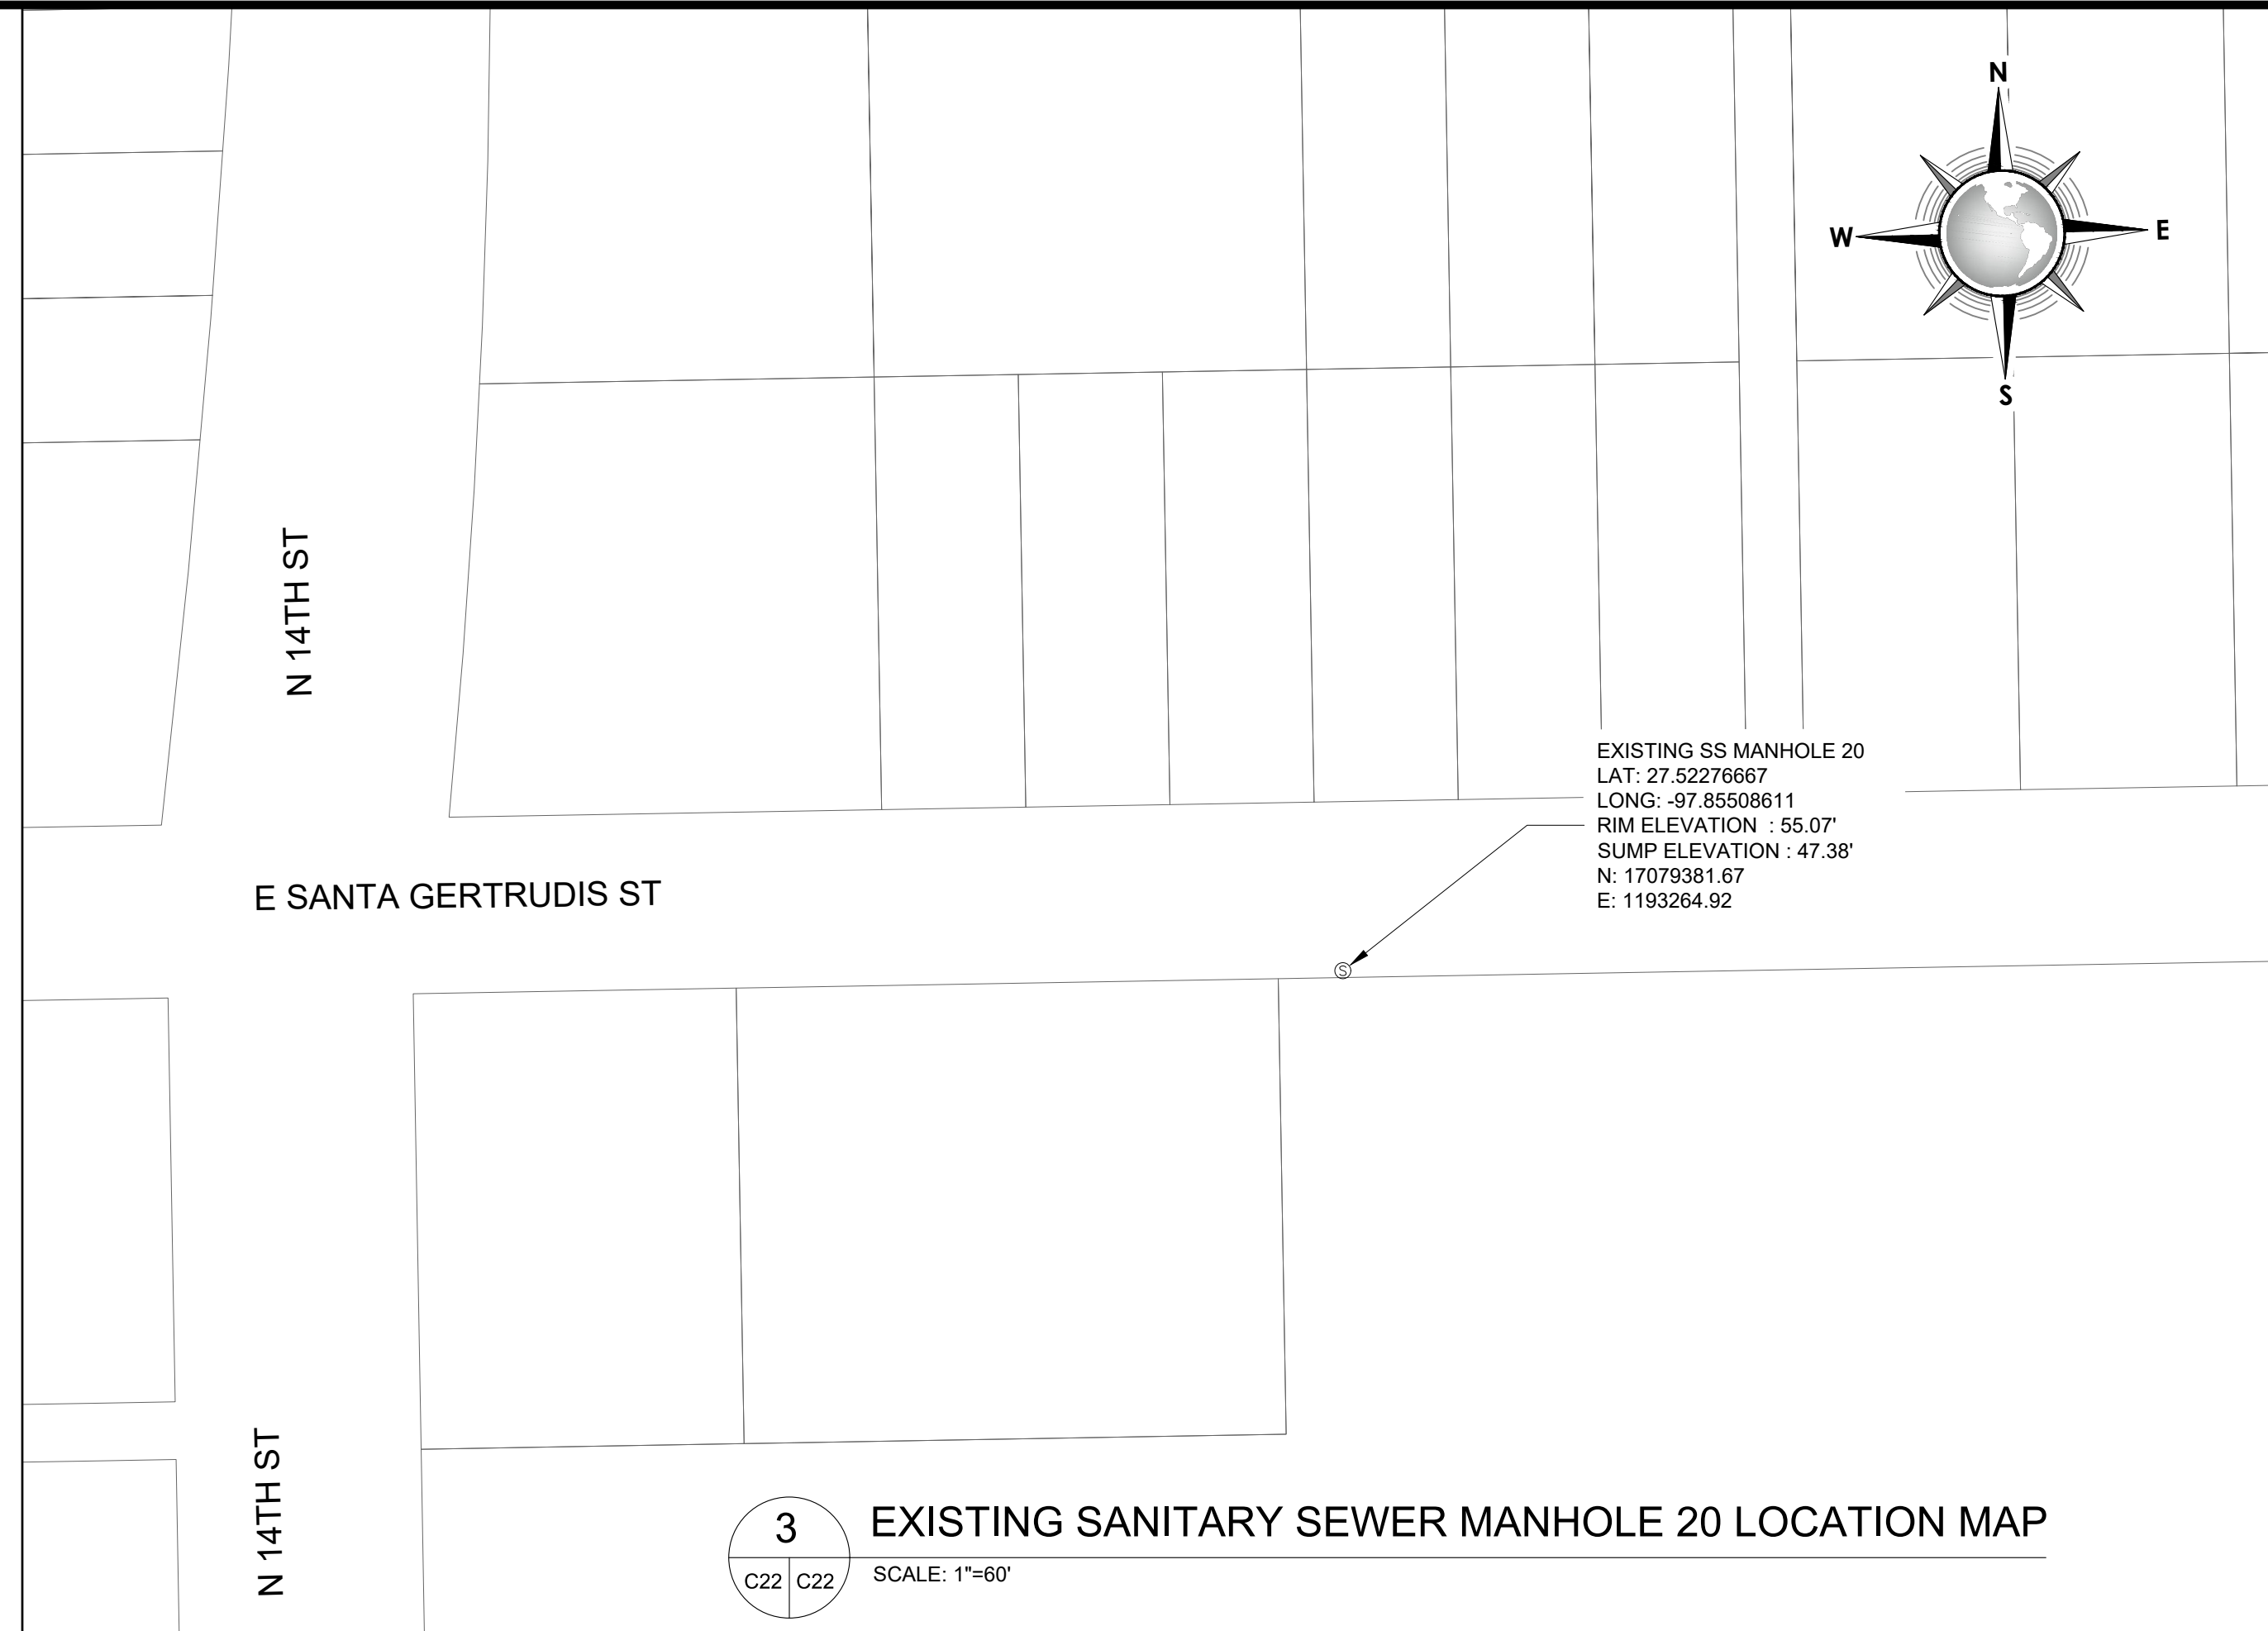 N
W
E
S
N 14TH ST
EXISTING SS MANHOLE 20
LAT: 27.52276667
LONG: -97.85508611
RIM ELEVATION : 55.07'
SUMP ELEVATION : 47.38'
N: 17079381.67
E: 1193264.92
E SANTA GERTRUDIS ST
S
N 14TH ST
3
C22 C22
EXISTING SANITARY SEWER MANHOLE 20 LOCATION MAP
SCALE: 1"=60'